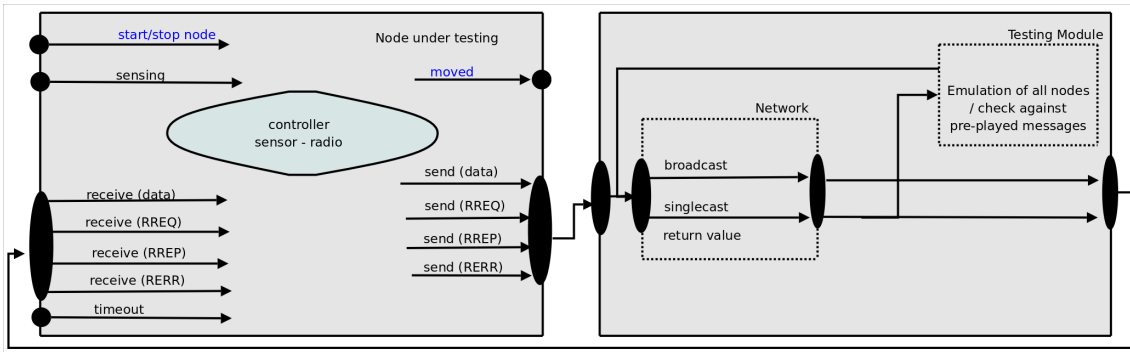 start/stop node
Node under testing
sensing
moved
controller
sensor - radio
receive (data)
receive (RREQ)
receive (RREP)
receive (RERR)
timeout
send (data)
send (RREQ)
send (RREP)
send (RERR)
Testing Module
Emulation of all nodes
/ check against
pre-played messages
Network
broadcast
singlecast
return value